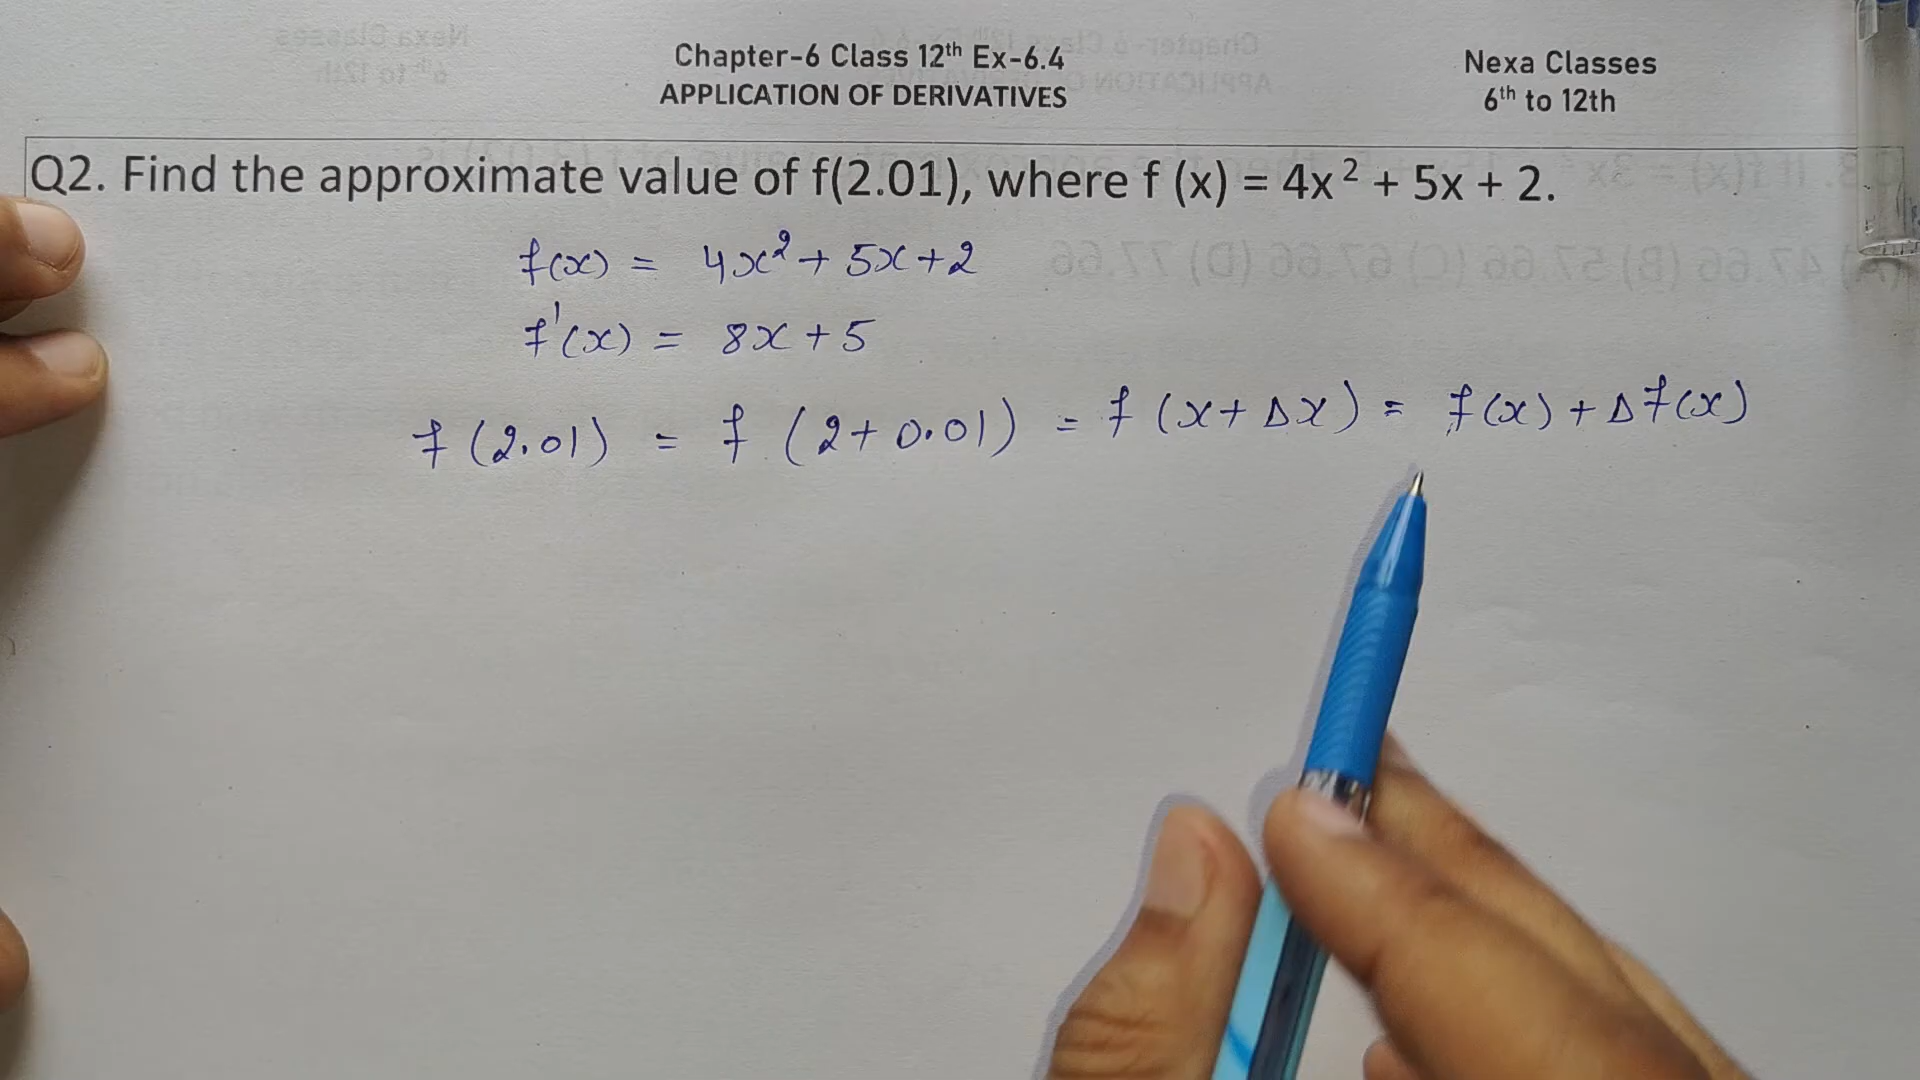 Chapter-6 Class 12th Ex-6.4
APPLICATION OF DERIVATIVES
Nexa Classes
6th to 12th
Q2. Find the approximate value of f(2.01), where f (x) = 4x² + 5x + 2.
f(x) = 4x² + 5x + 2
f'(x) = 8x + 5
f (2.01) = f (2 + 0.01) = f (x + Δx) = f(x) + Δf(x)